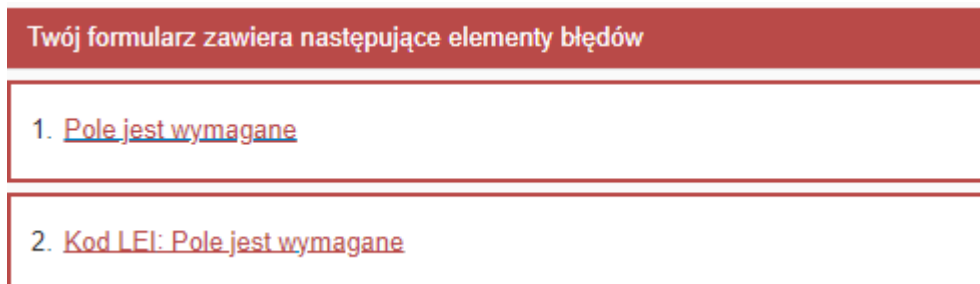 Twój formularz zawiera następujące elementy błędów
1. Pole jest wymagane
2. Kod LEI: Pole jest wymagane